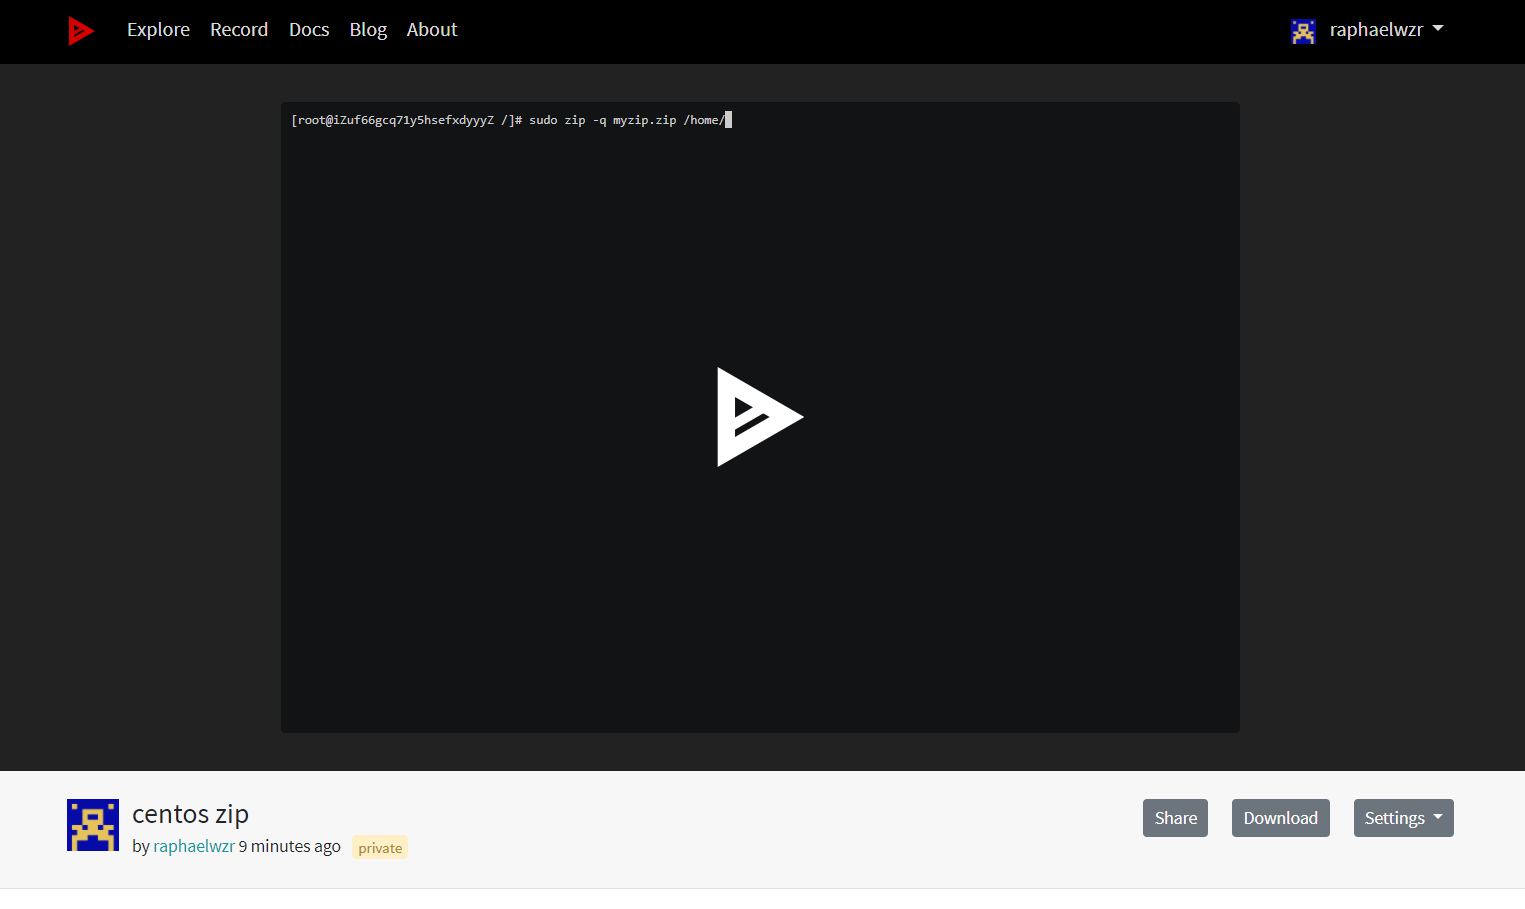 Explore Record Docs Blog About raphaelwzr
[root@iZuf66gcq71y5hsefxdyyyZ /]# sudo zip -q myzip.zip /home/
centos zip
by raphaelwzr 9 minutes ago private
Share Download Settings